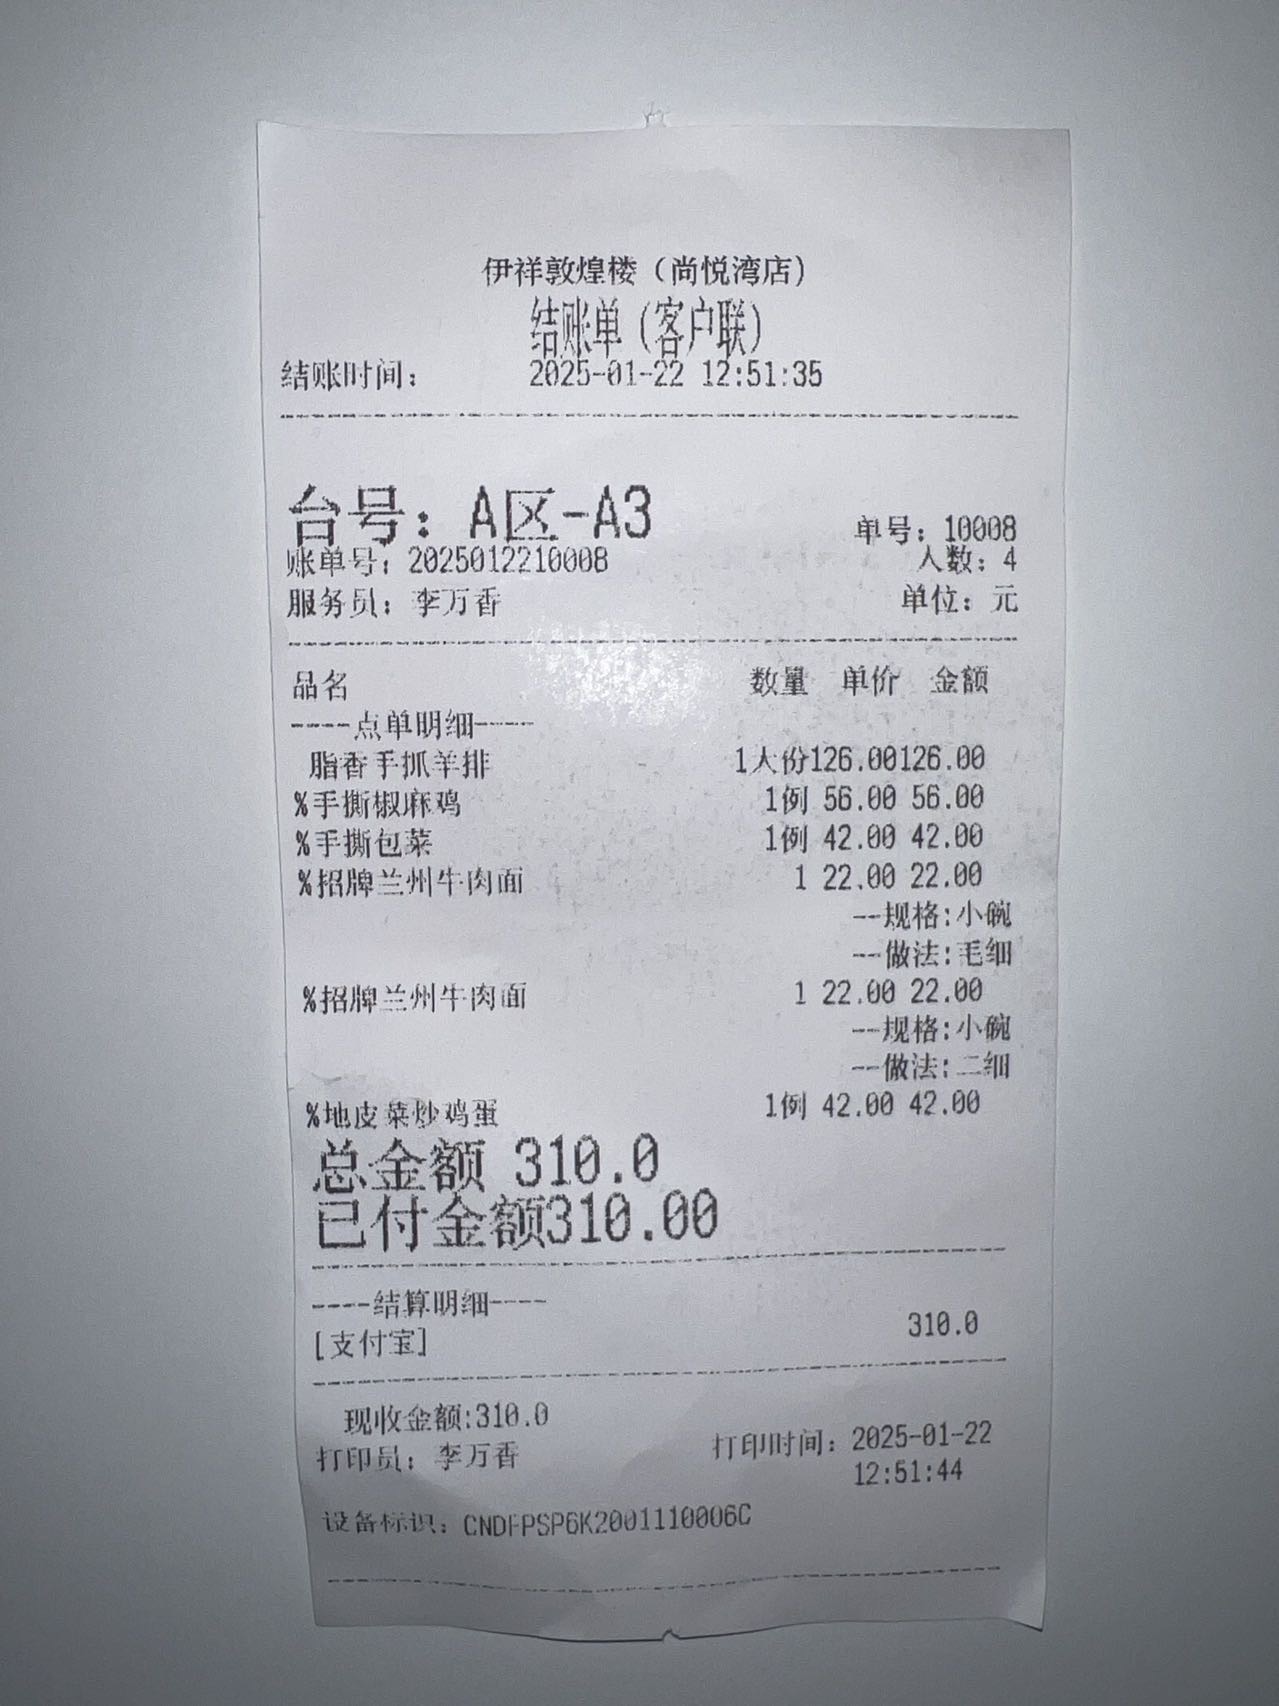 伊祥敦煌楼（尚悦湾店）
结账单（客户联）
结账时间： 2025-01-22 12:51:35
台号：A区-A3 单号：10008
账单号：2025012210008 人数：4
服务员：李万香 单位：元
品名 数量 单价 金额
----点单明细----
脂香手抓羊排 1大份126.00126.00
%手撕椒麻鸡 1例 56.00 56.00
%手撕包菜 1例 42.00 42.00
%招牌兰州牛肉面 1 22.00 22.00
--规格:小碗
--做法:毛细
%招牌兰州牛肉面 1 22.00 22.00
--规格:小碗
--做法:二细
%地皮菜炒鸡蛋 1例 42.00 42.00
总金额 310.0
已付金额310.00
----结算明细----
[支付宝] 310.0
现收金额:310.0
打印员：李万香 打印时间：2025-01-22
12:51:44
设备标识：CNDFPSP6K2001110006C